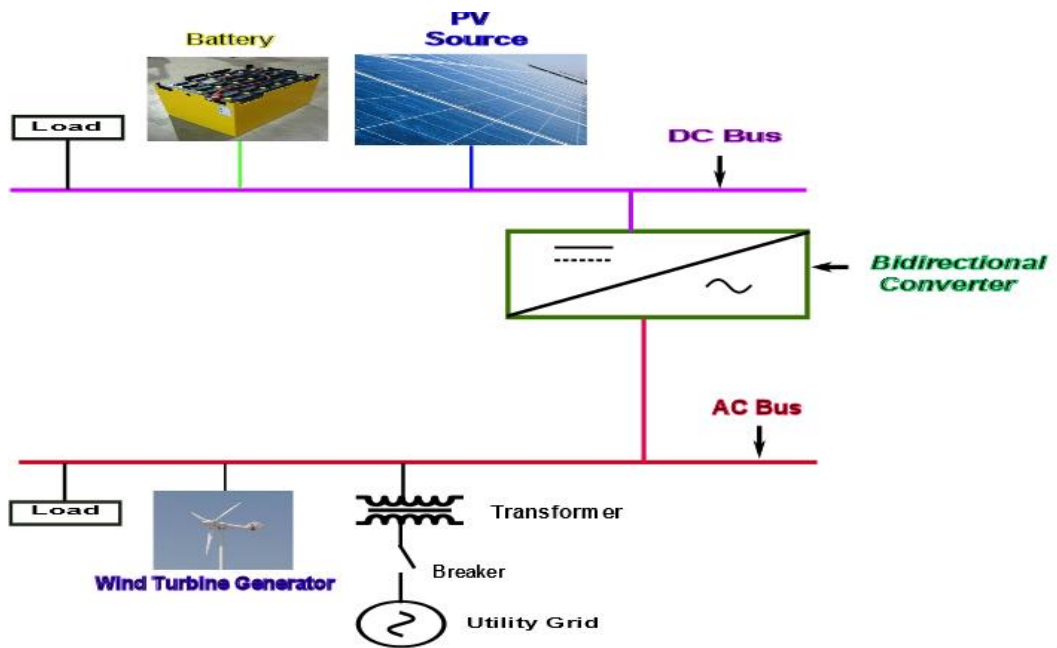 PV
Source
Battery
Load
DC Bus
Bidirectional
Converter
AC Bus
Load
Transformer
Wind Turbine Generator
Breaker
Utility Grid